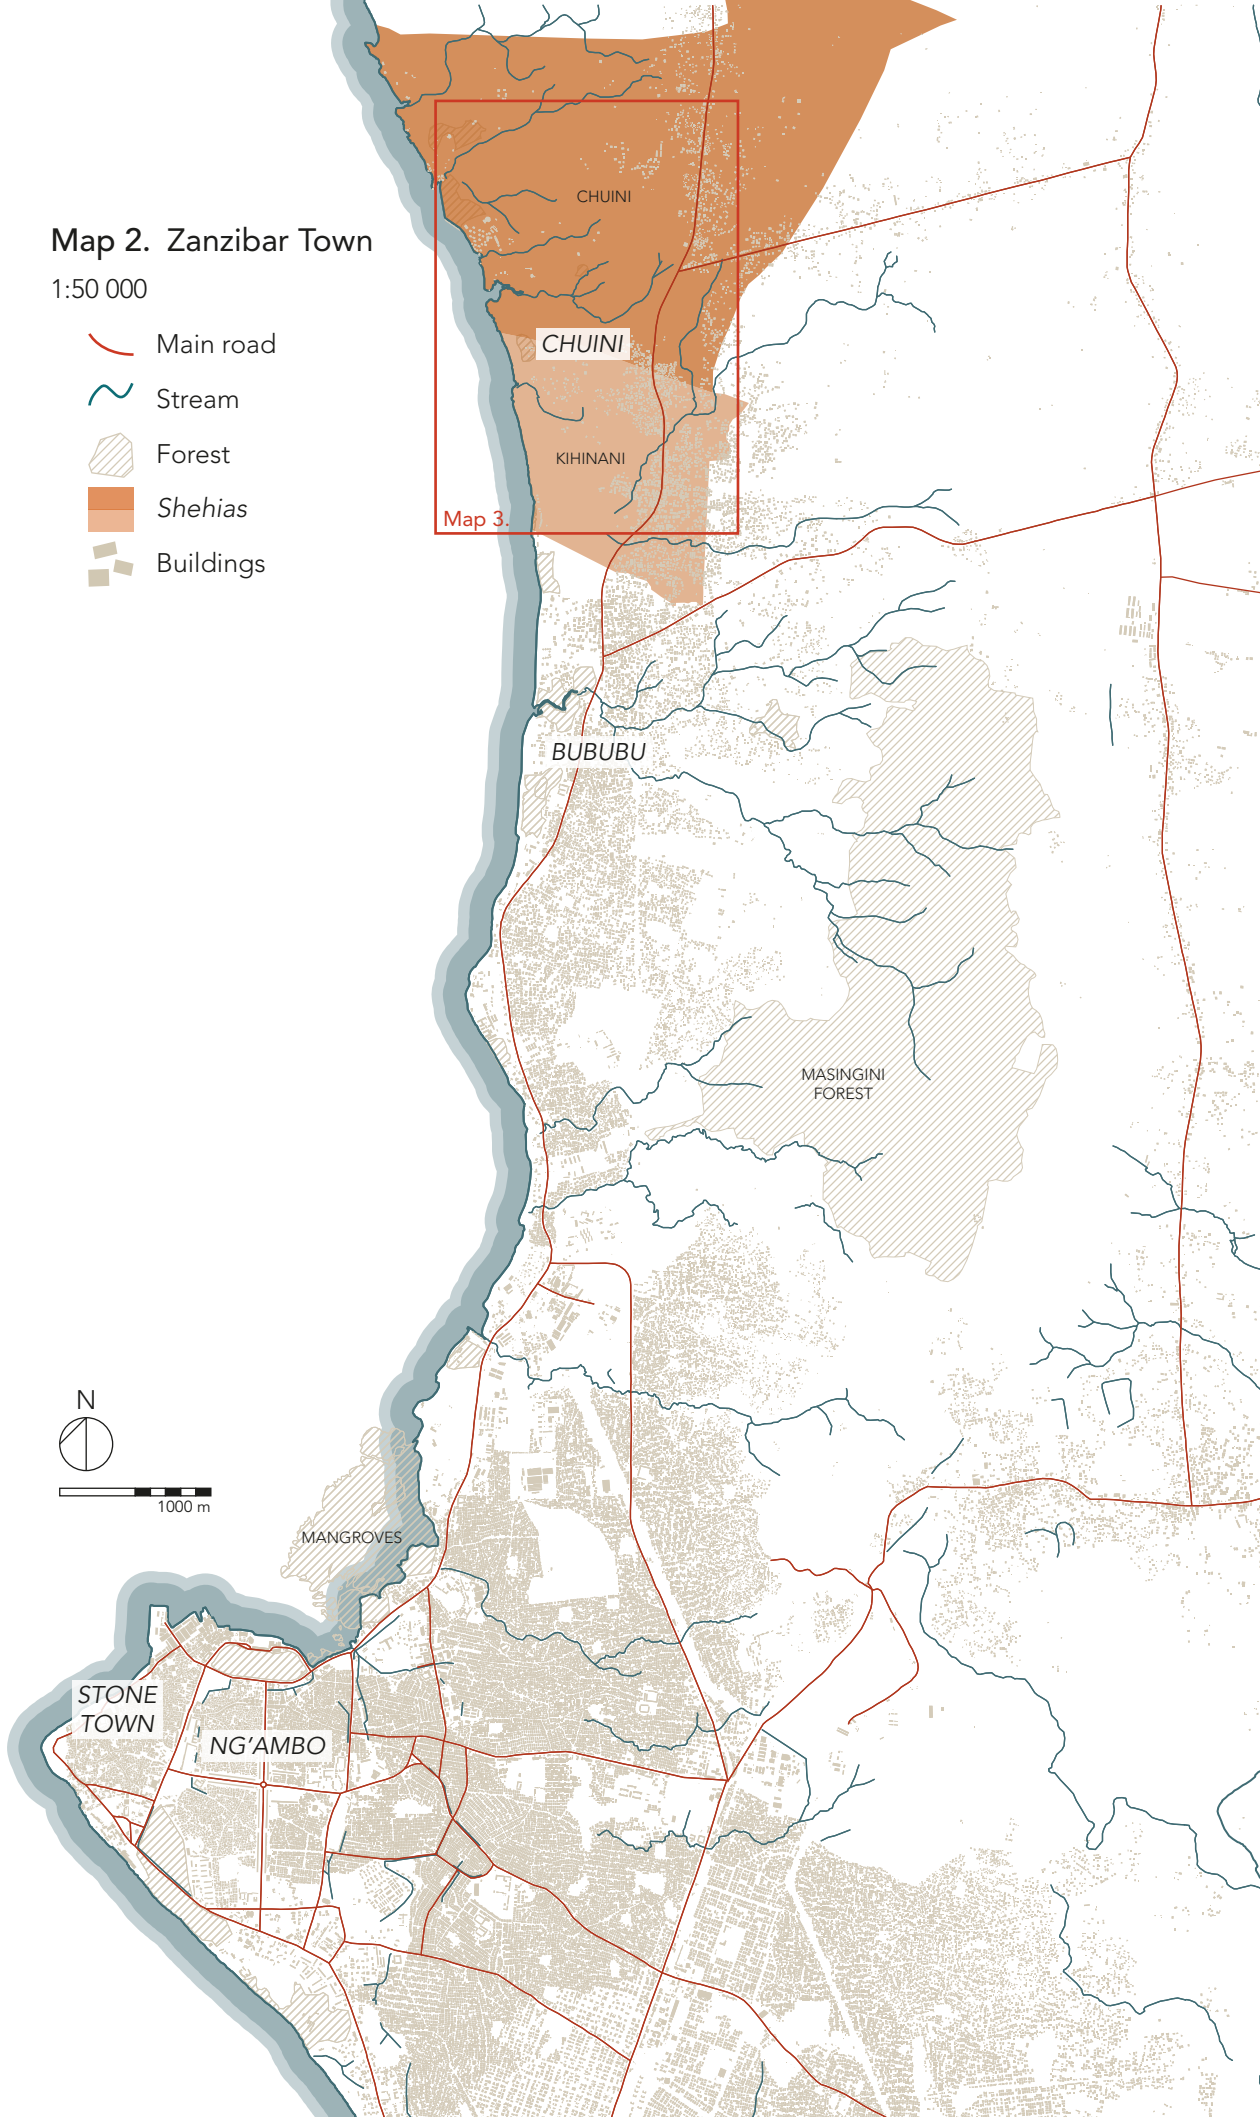 CHUINI
Map 2. Zanzibar Town
1:50 000
Main road
Stream
Forest
Shehias
Buildings
CHUINI
KIHINANI
Map 3.
BUBUBU
MASINGINI
FOREST
N
1000 m
MANGROVES
STONE
TOWN
NG'AMBO